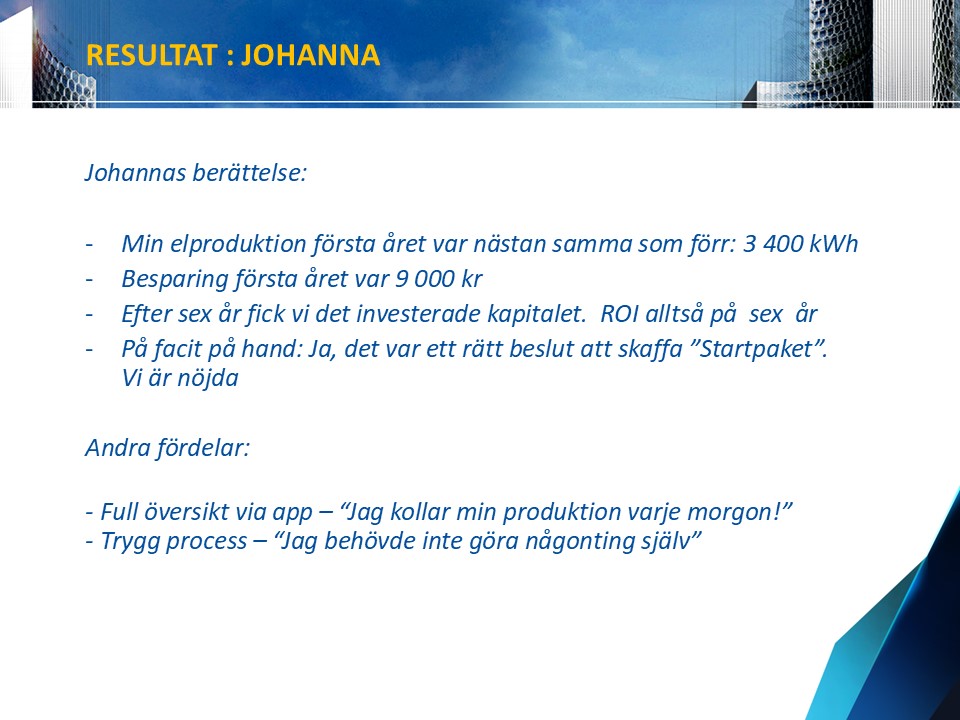 RESULTAT : JOHANNA
Johannas berättelse:
- Min elproduktion första året var nästan samma som förr: 3 400 kWh
- Besparing första året var 9 000 kr
- Efter sex år fick vi det investerade kapitalet.  ROI alltså på  sex  år
- På facit på hand: Ja, det var ett rätt beslut att skaffa ”Startpaket”.
Vi är nöjda
Andra fördelar:
- Full översikt via app – “Jag kollar min produktion varje morgon!”
- Trygg process – “Jag behövde inte göra någonting själv”